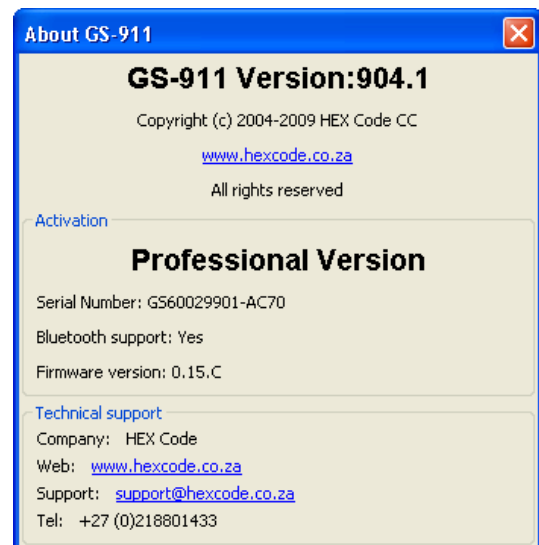 About GS-911
GS-911 Version:904.1
Copyright (c) 2004-2009 HEX Code CC
www.hexcode.co.za
All rights reserved
Activation
Professional Version
Serial Number: GS60029901-AC70
Bluetooth support: Yes
Firmware version: 0.15.C
Technical support
Company: HEX Code
Web: www.hexcode.co.za
Support: support@hexcode.co.za
Tel: +27 (0)218801433